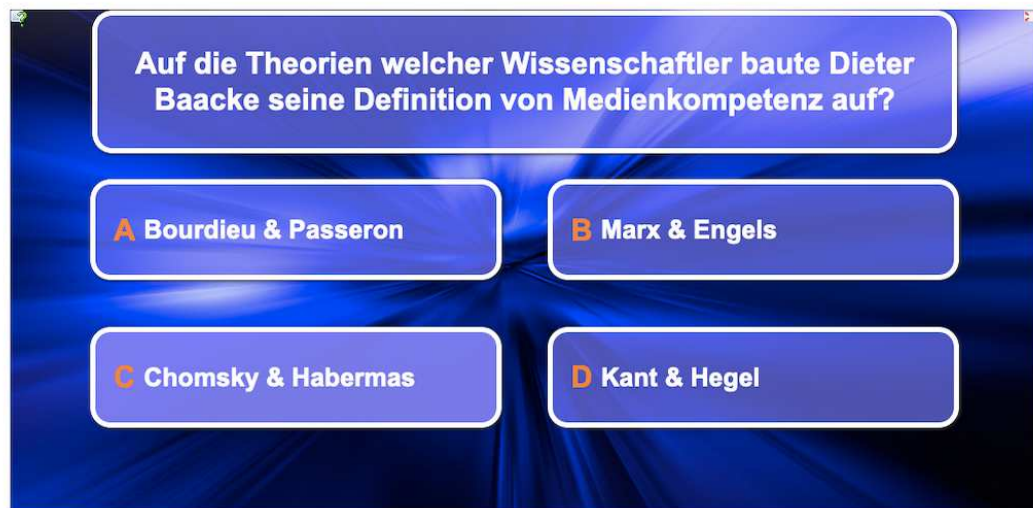 Auf die Theorien welcher Wissenschaftler baute Dieter
Baacke seine Definition von Medienkompetenz auf?
A Bourdieu & Passeron
B Marx & Engels
C Chomsky & Habermas
D Kant & Hegel